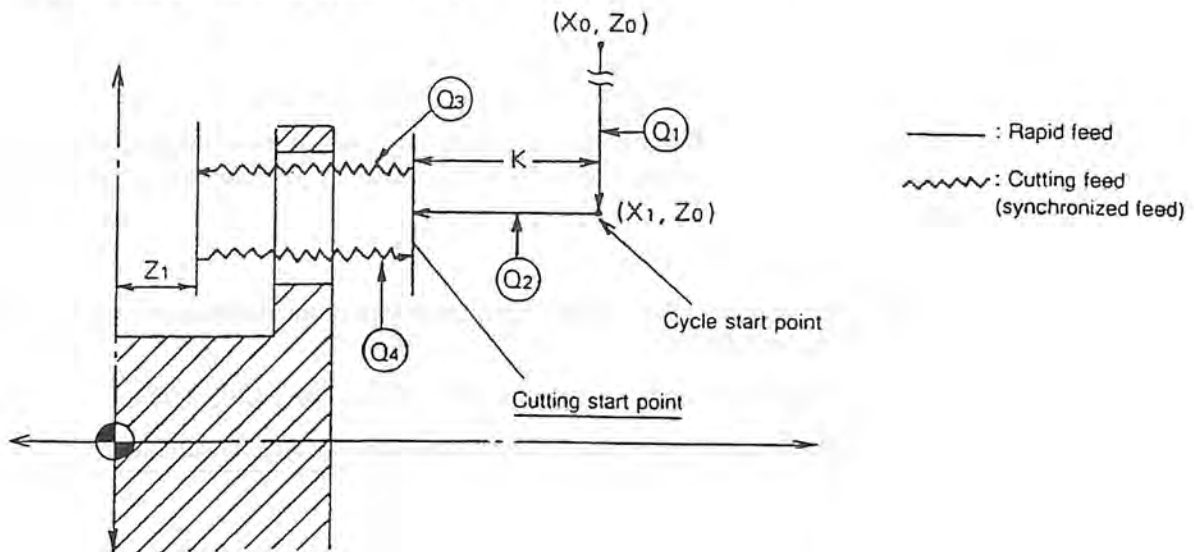 (X0, Z0)
Q3
Q1
K
: Rapid feed
: Cutting feed
(synchronized feed)
(X1, Z0)
Z1
Q2
Cycle start point
Q4
Cutting start point